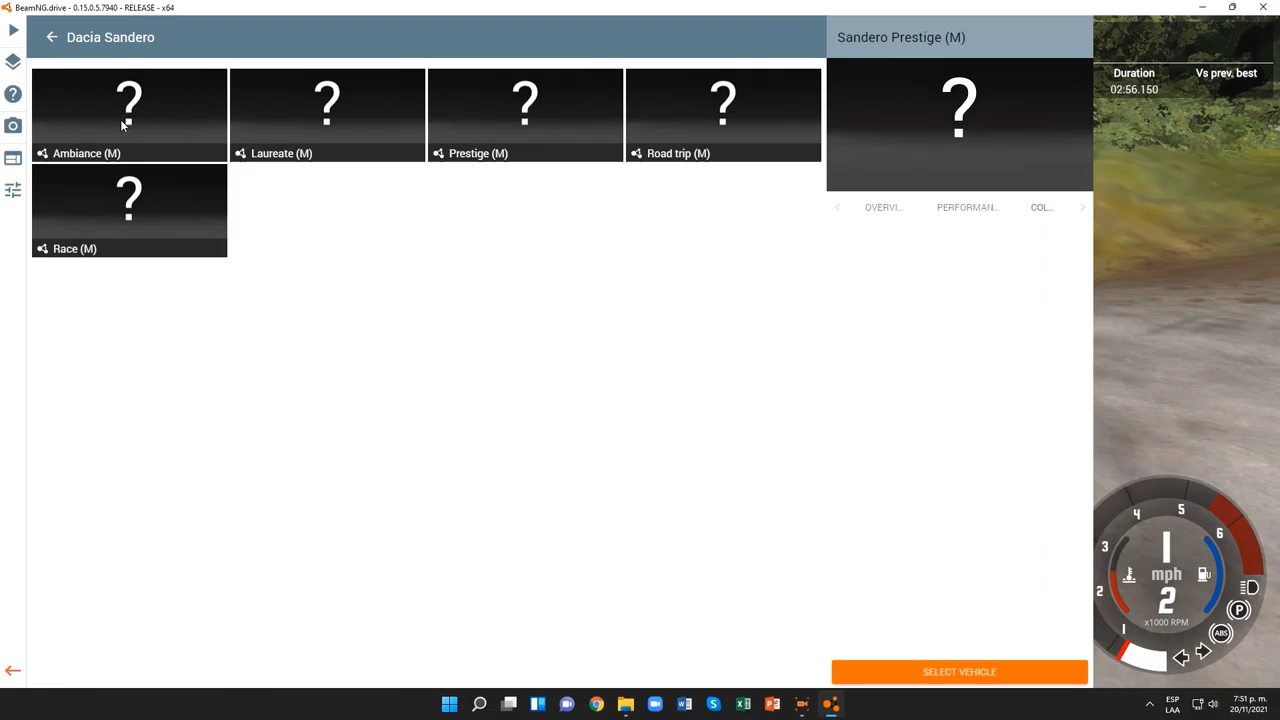 BeamNG.drive - 0.15.0.5.7940 - RELEASE - x64
Dacia Sandero
Sandero Prestige (M)
Duration
Vs prev. best
02:56.150
?
?
?
?
?
Ambiance (M)
Laureate (M)
Prestige (M)
Road trip (M)
?
Race (M)
OVERVI...
PERFORMAN...
COL...
1
2
3
4
5
6
1
mph
2
x1000 RPM
P
ABS
SELECT VEHICLE
ESP
LAA
7:51 p. m.
20/11/2021